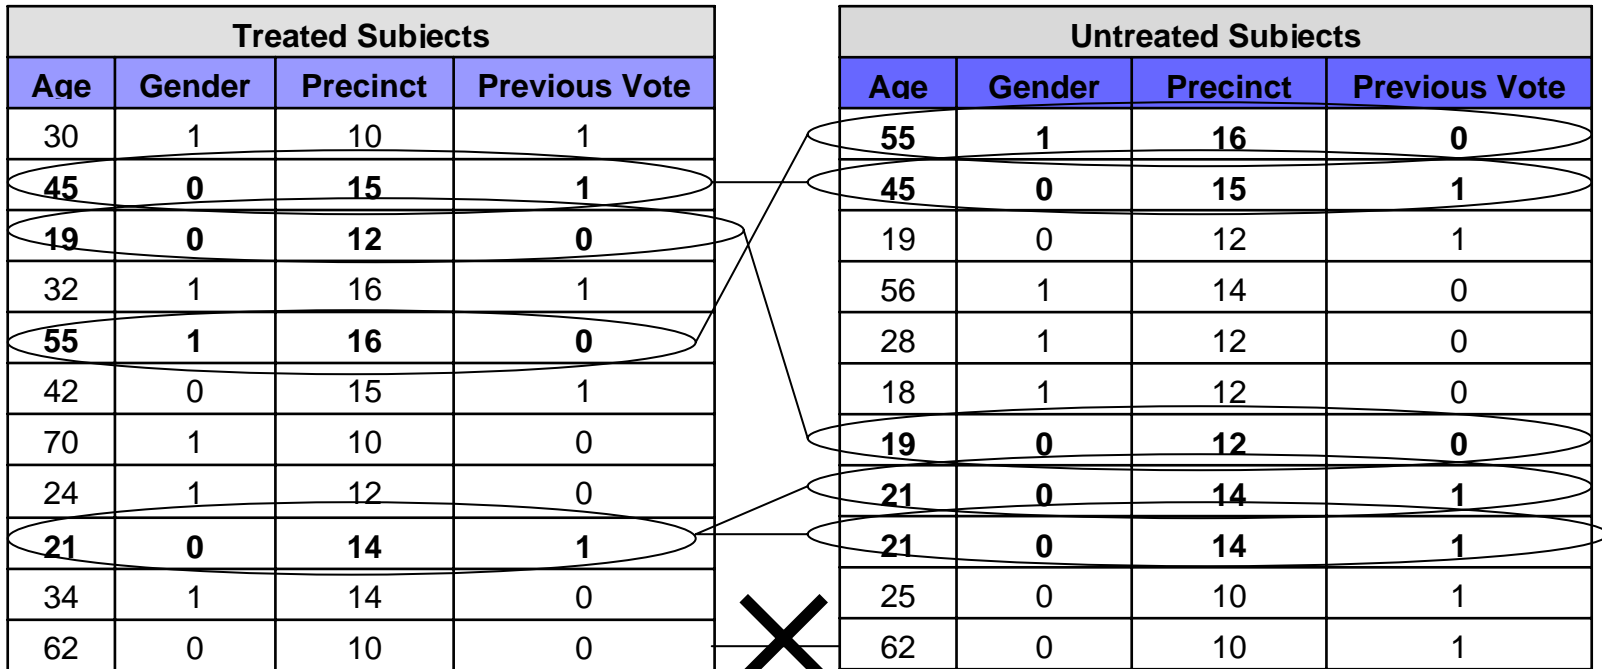 Treated Subjects Untreated Subjects
Age Gender Precinct Previous Vote Age Gender Precinct Previous Vote
30 1 10 1 55 1 16 0
45 0 15 1 45 0 15 1
19 0 12 0 19 0 12 1
32 1 16 1 56 1 14 0
55 1 16 0 28 1 12 0
42 0 15 1 18 1 12 0
70 1 10 0 19 0 12 0
24 1 12 0 21 0 14 1
21 0 14 1 21 0 14 1
34 1 14 0 25 0 10 1
62 0 10 0 62 0 10 1